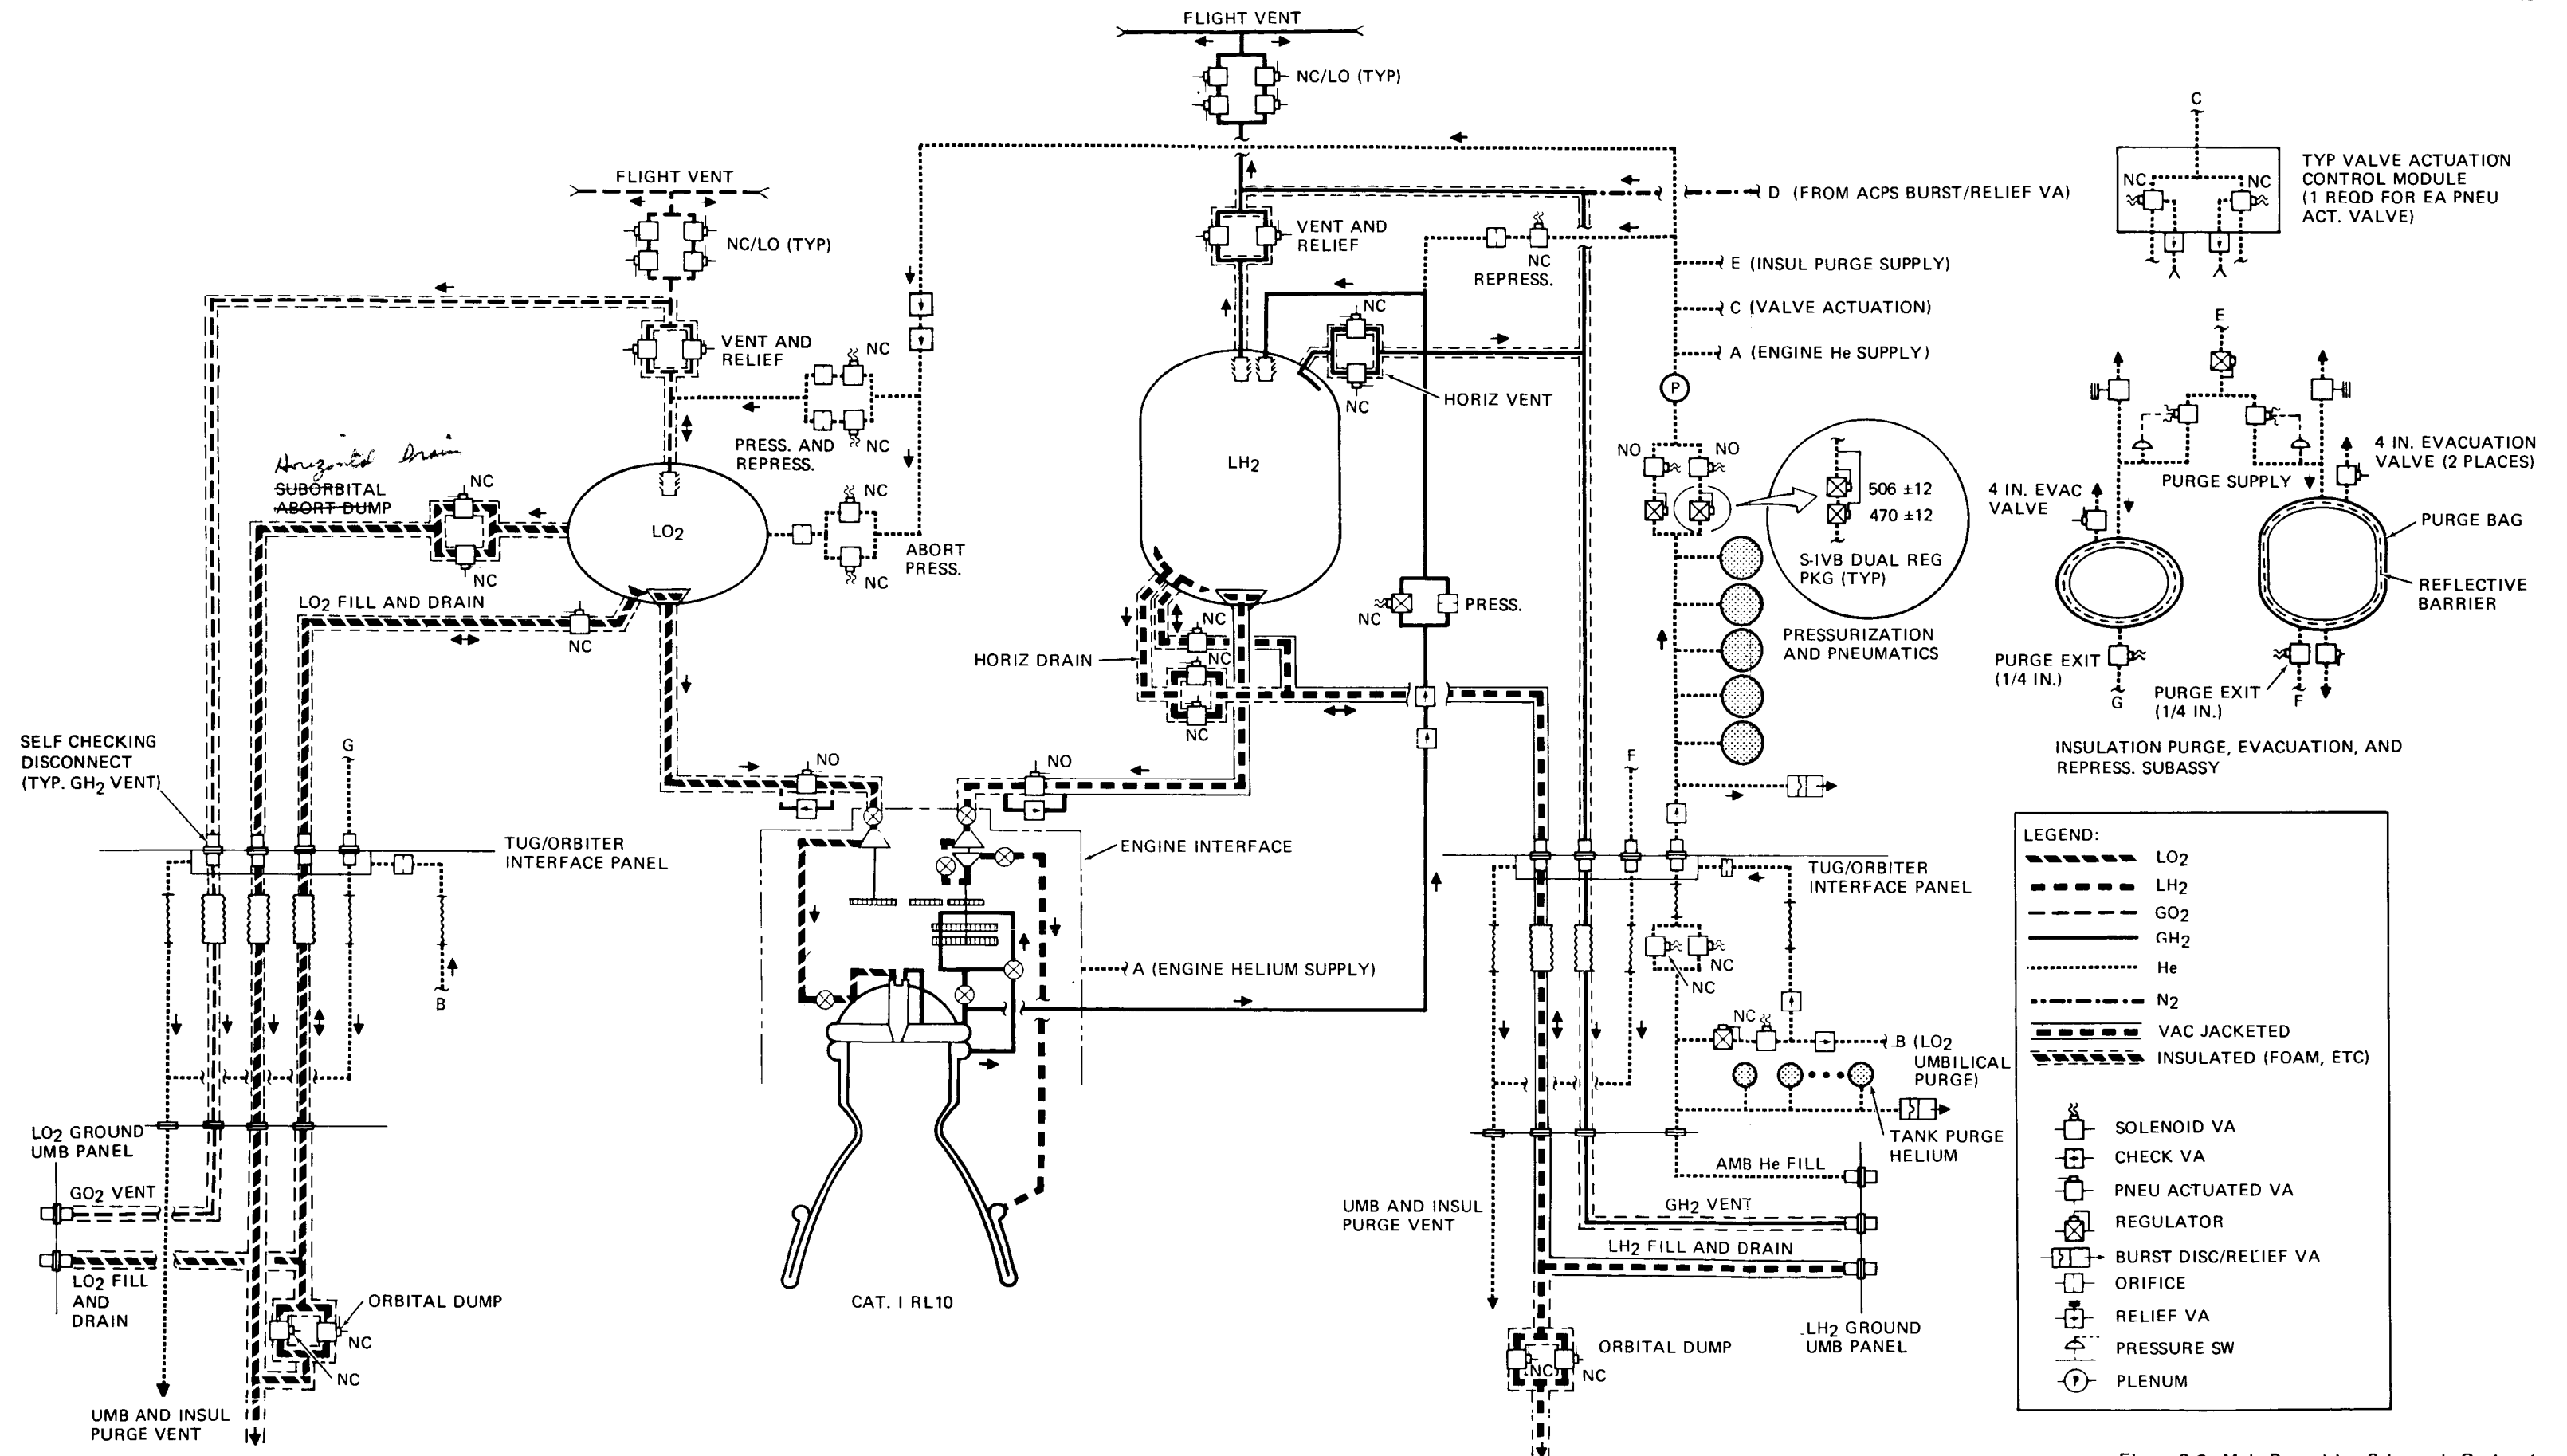 FLIGHT VENT
NC/LO (TYP)
FLIGHT VENT
NC/LO (TYP)
VENT AND
RELIEF
NC
PRESS. AND
REPRESS.
NC
Horizontal Drain
SUBORBITAL
ABORT DUMP
NC
NC
LO2
NC
NC
ABORT
PRESS.
LO2 FILL AND DRAIN
NC
VENT AND
RELIEF
NC
REPRESS.
NC
NC
HORIZ VENT
LH2
NC
PRESS.
NC
HORIZ DRAIN
NC
NC
D (FROM ACPS BURST/RELIEF VA)
E (INSUL PURGE SUPPLY)
C (VALVE ACTUATION)
A (ENGINE He SUPPLY)
P
NO
NO
506 ±12
470 ±12
S-IVB DUAL REG
PKG (TYP)
PRESSURIZATION
AND PNEUMATICS
C
NC
NC
TYP VALVE ACTUATION
CONTROL MODULE
(1 REQD FOR EA PNEU
ACT. VALVE)
E
4 IN. EVACUATION
VALVE (2 PLACES)
PURGE SUPPLY
4 IN. EVAC
VALVE
PURGE BAG
REFLECTIVE
BARRIER
PURGE EXIT
(1/4 IN.)
G
PURGE EXIT
(1/4 IN.)
F
INSULATION PURGE, EVACUATION, AND
REPRESS. SUBASSY
SELF CHECKING
DISCONNECT
(TYP. GH2 VENT)
G
TUG/ORBITER
INTERFACE PANEL
B
NO
NO
ENGINE INTERFACE
A (ENGINE HELIUM SUPPLY)
CAT. I RL10
LO2 GROUND
UMB PANEL
GO2 VENT
LO2 FILL
AND
DRAIN
ORBITAL DUMP
NC
NC
UMB AND INSUL
PURGE VENT
F
TUG/ORBITER
INTERFACE PANEL
NC
NC
NC
B (LO2
UMBILICAL
PURGE)
TANK PURGE
HELIUM
AMB He FILL
UMB AND INSUL
PURGE VENT
GH2 VENT
LH2 FILL AND DRAIN
LH2 GROUND
UMB PANEL
ORBITAL DUMP
NC
NC
LEGEND:
LO2
LH2
GO2
GH2
He
N2
VAC JACKETED
INSULATED (FOAM, ETC)
SOLENOID VA
CHECK VA
PNEU ACTUATED VA
REGULATOR
BURST DISC/RELIEF VA
ORIFICE
RELIEF VA
PRESSURE SW
P
PLENUM